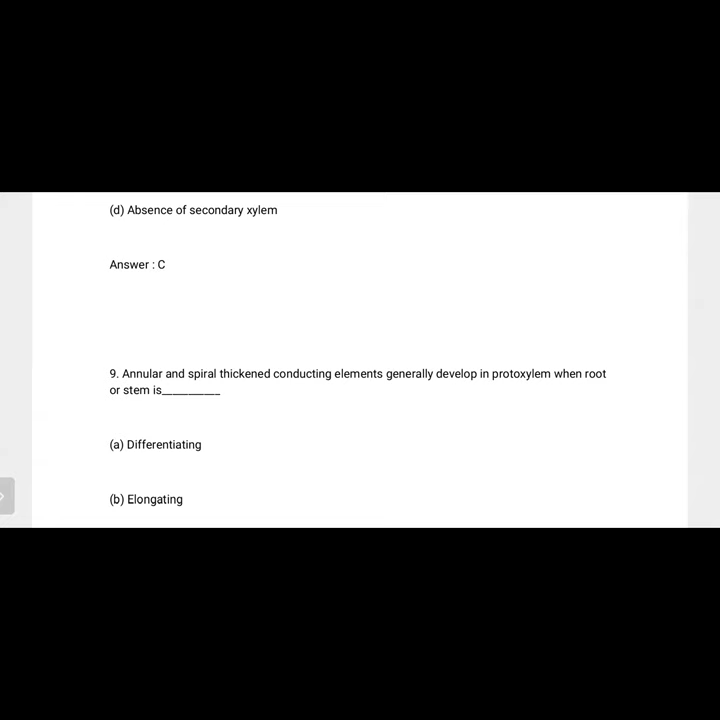 (d) Absence of secondary xylem
Answer : C
9. Annular and spiral thickened conducting elements generally develop in protoxylem when root
or stem is__________
(a) Differentiating
(b) Elongating